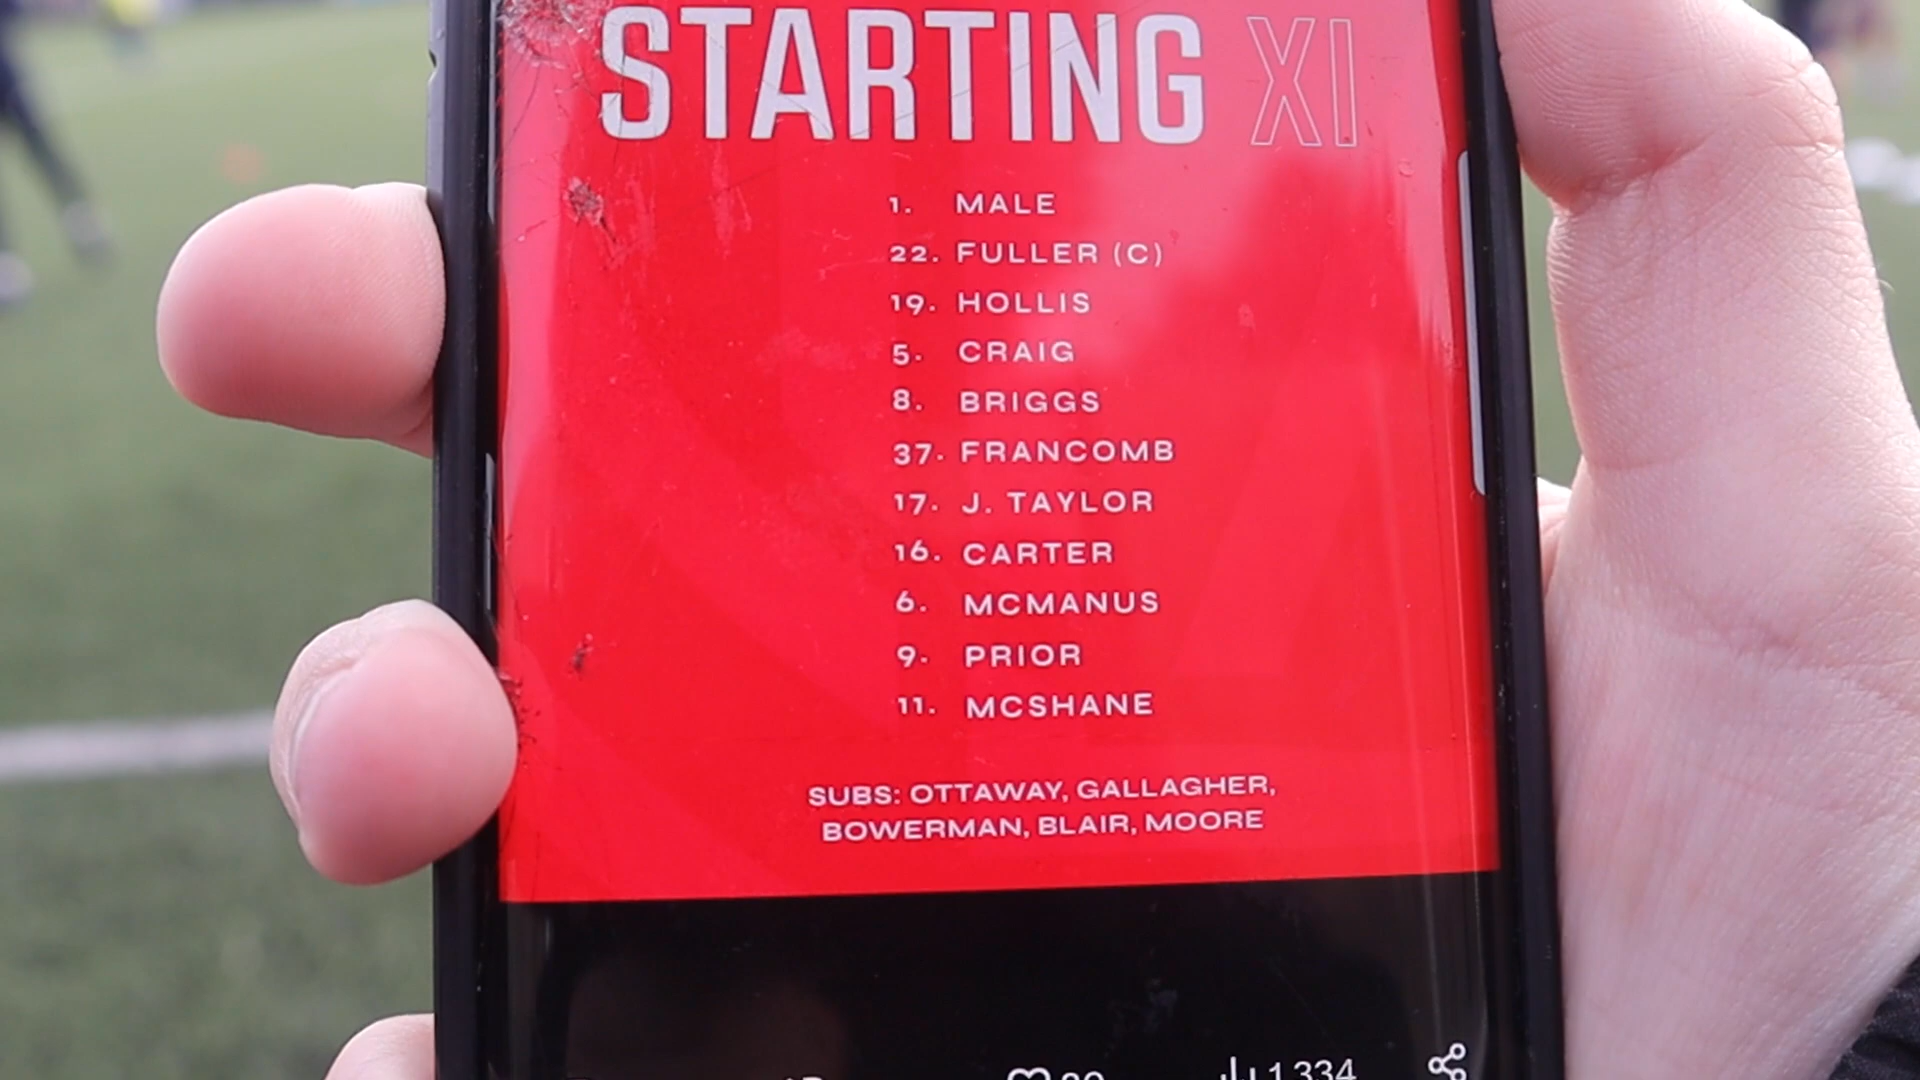 STARTING XI
1. MALE
22. FULLER (C)
19. HOLLIS
5. CRAIG
8. BRIGGS
37. FRANCOMB
17. J. TAYLOR
16. CARTER
6. MCMANUS
9. PRIOR
11. MCSHANE
SUBS: OTTAWAY, GALLAGHER,
BOWERMAN, BLAIR, MOORE
1 334